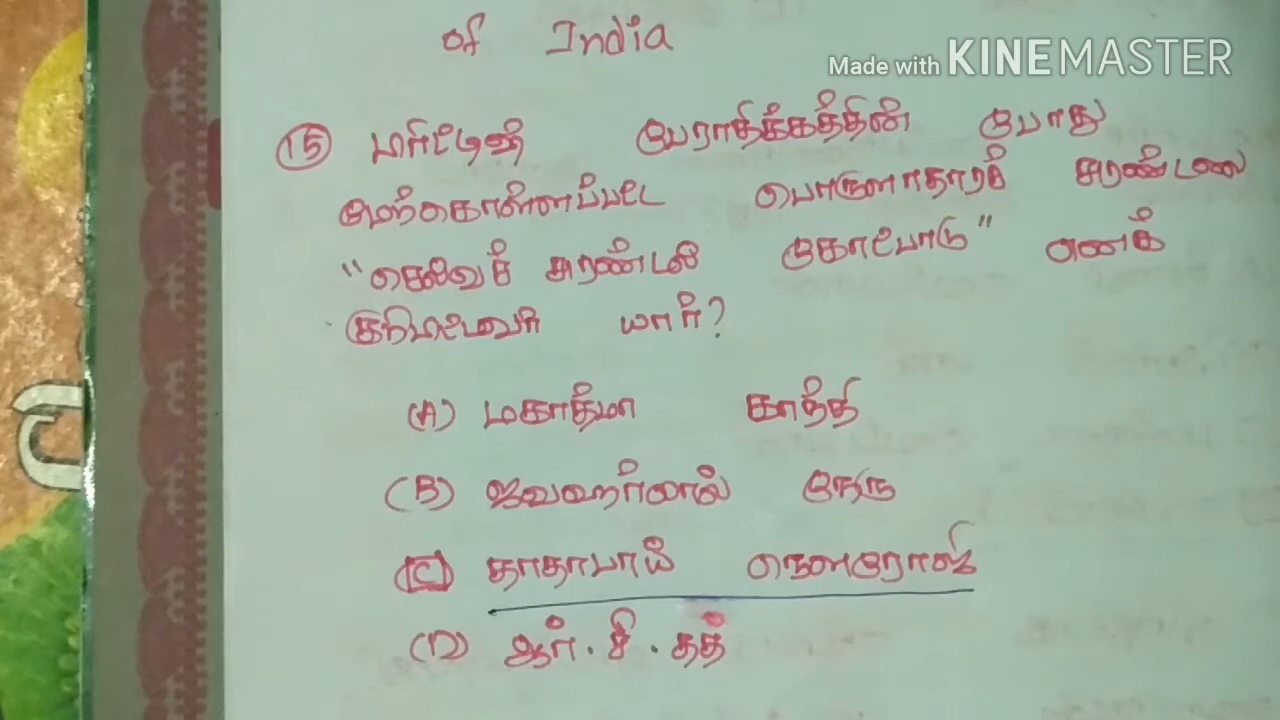 of India
Made with KINEMASTER
15 பிரிட்டிஷ் பேராதிக்கத்தின் போது
மேற்கொள்ளப்பட்ட பொருளாதாரச் சுரண்டலை
"செல்வச் சுரண்டல் கோட்பாடு" எனக்
குறிப்பிட்டவர் யார்?
(A) மகாத்மா காந்தி
(B) ஜவஹர்லால் நேரு
(C) தாதாபாய் நௌரோஜி
(D) ஆர். சி. தத்